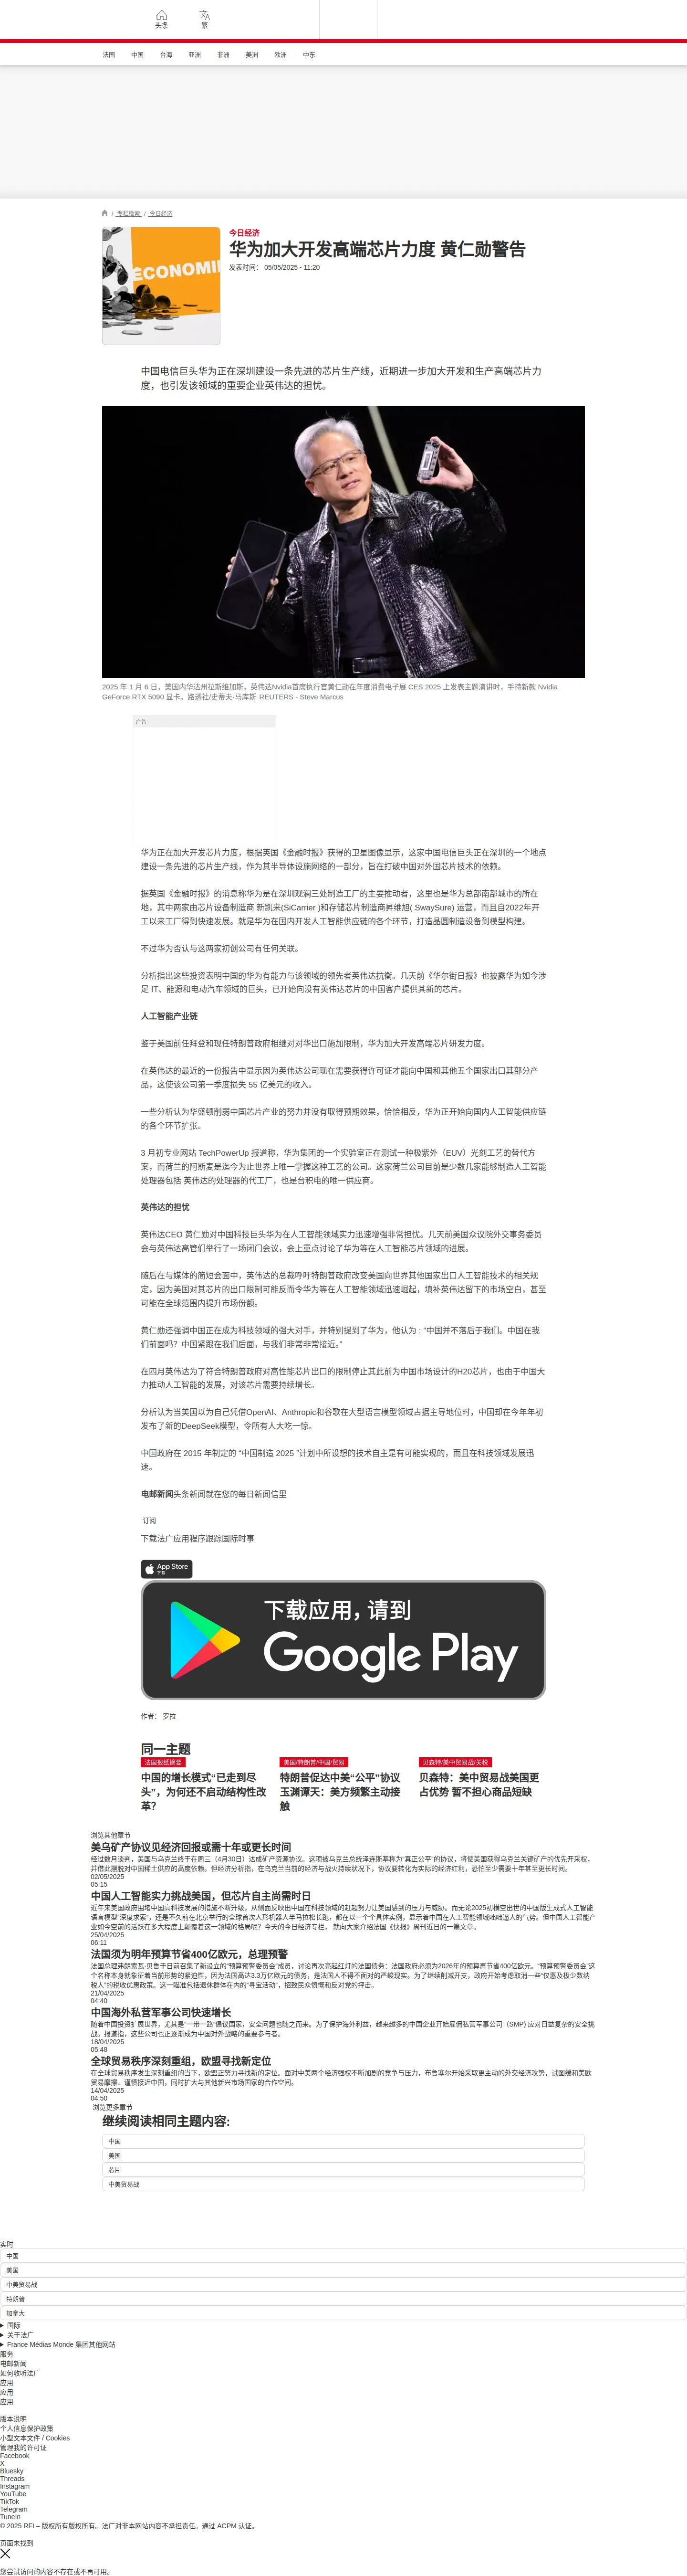 头条
繁
法国
中国
台海
亚洲
非洲
美洲
欧洲
中东
/ 专栏检索 / 今日经济
ECONOMIE
今日经济
华为加大开发高端芯片力度 黄仁勋警告
发表时间： 05/05/2025 - 11:20
中国电信巨头华为正在深圳建设一条先进的芯片生产线，近期进一步加大开发和生产高端芯片力
度，也引发该领域的重要企业英伟达的担忧。
2025 年 1 月 6 日，美国内华达州拉斯维加斯，英伟达Nvidia首席执行官黄仁勋在年度消费电子展 CES 2025 上发表主题演讲时，手持新款 Nvidia
GeForce RTX 5090 显卡。路透社/史蒂夫·马库斯 REUTERS - Steve Marcus
广告
华为正在加大开发芯片力度，根据英国《金融时报》获得的卫星图像显示，这家中国电信巨头正在深圳的一个地点
建设一条先进的芯片生产线，作为其半导体设施网络的一部分，旨在打破中国对外国芯片技术的依赖。
据英国《金融时报》的消息称华为是在深圳观澜三处制造工厂的主要推动者，这里也是华为总部南部城市的所在
地，其中两家由芯片设备制造商 新凯来(SiCarrier )和存储芯片制造商昇维旭( SwaySure) 运营，而且自2022年开
工以来工厂得到快速发展。就是华为在国内开发人工智能供应链的各个环节，打造晶圆制造设备到模型构建。
不过华为否认与这两家初创公司有任何关联。
分析指出这些投资表明中国的华为有能力与该领域的领先者英伟达抗衡。几天前《华尔街日报》也披露华为如今涉
足 IT、能源和电动汽车领域的巨头，已开始向没有英伟达芯片的中国客户提供其新的芯片。
人工智能产业链
鉴于美国前任拜登和现任特朗普政府相继对对华出口施加限制，华为加大开发高端芯片研发力度。
在英伟达的最近的一份报告中显示因为英伟达公司现在需要获得许可证才能向中国和其他五个国家出口其部分产
品，这使该公司第一季度损失 55 亿美元的收入。
一些分析认为华盛顿削弱中国芯片产业的努力并没有取得预期效果，恰恰相反，华为正开始向国内人工智能供应链
的各个环节扩张。
3 月初专业网站 TechPowerUp 报道称，华为集团的一个实验室正在测试一种极紫外（EUV）光刻工艺的替代方
案，而荷兰的阿斯麦是迄今为止世界上唯一掌握这种工艺的公司。这家荷兰公司目前是少数几家能够制造人工智能
处理器包括 英伟达的处理器的代工厂，也是台积电的唯一供应商。
英伟达的担忧
英伟达CEO 黄仁勋对中国科技巨头华为在人工智能领域实力迅速增强非常担忧。几天前美国众议院外交事务委员
会与英伟达高管们举行了一场闭门会议，会上重点讨论了华为等在人工智能芯片领域的进展。
随后在与媒体的简短会面中，英伟达的总裁呼吁特朗普政府改变美国向世界其他国家出口人工智能技术的相关规
定，因为美国对其芯片的出口限制可能反而令华为等在人工智能领域迅速崛起，填补英伟达留下的市场空白，甚至
可能在全球范围内提升市场份额。
黄仁勋还强调中国正在成为科技领域的强大对手，并特别提到了华为，他认为 : “中国并不落后于我们。中国在我
们前面吗？中国紧跟在我们后面，与我们非常非常接近。”
在四月英伟达为了符合特朗普政府对高性能芯片出口的限制停止其此前为中国市场设计的H20芯片，也由于中国大
力推动人工智能的发展，对该芯片需要持续增长。
分析认为当美国以为自己凭借OpenAI、Anthropic和谷歌在大型语言模型领域占据主导地位时，中国却在今年年初
发布了新的DeepSeek模型，令所有人大吃一惊。
中国政府在 2015 年制定的 “中国制造 2025 ”计划中所设想的技术自主是有可能实现的，而且在科技领域发展迅
速。
电邮新闻头条新闻就在您的每日新闻信里
订阅
下载法广应用程序跟踪国际时事
App Store
下载
下载应用，请到
Google Play
作者： 罗拉
同一主题
法国报纸摘要
中国的增长模式“已走到尽
头”，为何还不启动结构性改
革？
美国/特朗普/中国/贸易
特朗普促达中美“公平”协议
玉渊谭天：美方频繁主动接
触
贝森特/美中贸易战/关税
贝森特：美中贸易战美国更
占优势 暂不担心商品短缺
浏览其他章节
美乌矿产协议见经济回报或需十年或更长时间
经过数月谈判，美国与乌克兰终于在周三（4月30日）达成矿产资源协议。这项被乌克兰总统泽连斯基称为“真正公平”的协议，将使美国获得乌克兰关键矿产的优先开采权，
并借此摆脱对中国稀土供应的高度依赖。但经济分析指，在乌克兰当前的经济与战火持续状况下，协议要转化为实际的经济红利，恐怕至少需要十年甚至更长时间。
02/05/2025
05:15
中国人工智能实力挑战美国，但芯片自主尚需时日
近年来美国政府围堵中国高科技发展的措施不断升级，从侧面反映出中国在科技领域的赶超努力让美国感到的压力与威胁。而无论2025初横空出世的中国版生成式人工智能
语言模型“深度求索”，还是不久前在北京举行的全球首次人形机器人半马拉松长跑，都在以一个个具体实例，显示着中国在人工智能领域咄咄逼人的气势。但中国人工智能产
业如今空前的活跃在多大程度上颠覆着这一领域的格局呢？今天的今日经济专栏， 就向大家介绍法国《快报》周刊近日的一篇文章。
25/04/2025
06:11
法国须为明年预算节省400亿欧元，总理预警
法国总理弗朗索瓦·贝鲁于日前召集了新设立的“预算预警委员会”成员，讨论再次亮起红灯的法国债务：法国政府必须为2026年的预算再节省400亿欧元。“预算预警委员会”这
个名称本身就象征着当前形势的紧迫性，因为法国高达3.3万亿欧元的债务，是法国人不得不面对的严峻现实。为了继续削减开支，政府开始考虑取消一些“仅惠及极少数纳
税人”的税收优惠政策。这一瞄准包括退休群体在内的“寻宝活动”，招致民众愤慨和反对党的抨击。
21/04/2025
04:40
中国海外私营军事公司快速增长
随着中国投资扩展世界，尤其是“一带一路”倡议国家，安全问题也随之而来。为了保护海外利益，越来越多的中国企业开始雇佣私营军事公司（SMP) 应对日益复杂的安全挑
战。报道指，这些公司也正逐渐成为中国对外战略的重要参与者。
18/04/2025
05:48
全球贸易秩序深刻重组，欧盟寻找新定位
在全球贸易秩序发生深刻重组的当下，欧盟正努力寻找新的定位。面对中美两个经济强权不断加剧的竞争与压力，布鲁塞尔开始采取更主动的外交经济攻势，试图缓和美欧
贸易摩擦、谨慎接近中国，同时扩大与其他新兴市场国家的合作空间。
14/04/2025
04:50
浏览更多章节
继续阅读相同主题内容:
中国
美国
芯片
中美贸易战
实时
中国
美国
中美贸易战
特朗普
加拿大
国际
关于法广
France Médias Monde 集团其他网站
服务
电邮新闻
如何收听法广
应用
应用
应用
版本说明
个人信息保护政策
小型文本文件 / Cookies
管理我的许可证
Facebook
X
Bluesky
Threads
Instagram
YouTube
TikTok
Telegram
TuneIn
© 2025 RFI – 版权所有版权所有。法广对非本网站内容不承担责任。通过 ACPM 认证。
页面未找到
您尝试访问的内容不存在或不再可用。